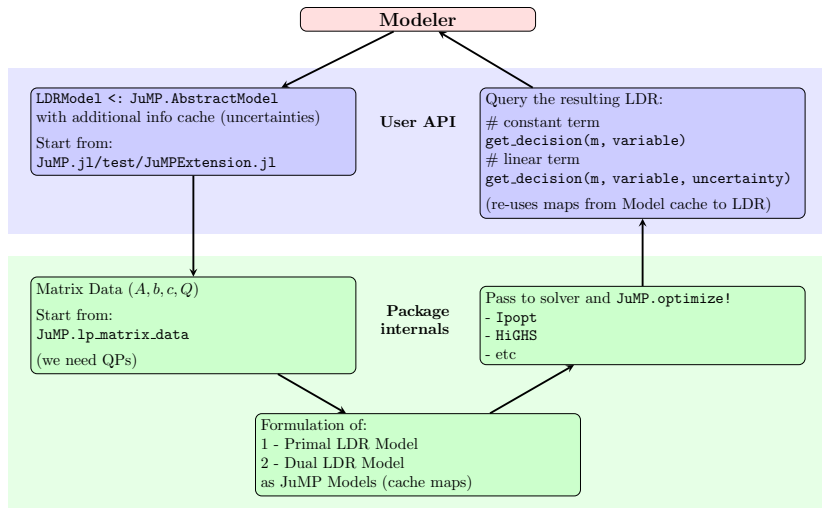 Modeler
LDRModel <: JuMP.AbstractModel
with additional info cache (uncertainties)
Start from:
JuMP.jl/test/JuMPExtension.jl
User API
Query the resulting LDR:
# constant term
get_decision(m, variable)
# linear term
get_decision(m, variable, uncertainty)
(re-uses maps from Model cache to LDR)
Matrix Data (A, b, c, Q)
Start from:
JuMP.lp_matrix_data
(we need QPs)
Package
internals
Pass to solver and JuMP.optimize!
- Ipopt
- HiGHS
- etc
Formulation of:
1 - Primal LDR Model
2 - Dual LDR Model
as JuMP Models (cache maps)